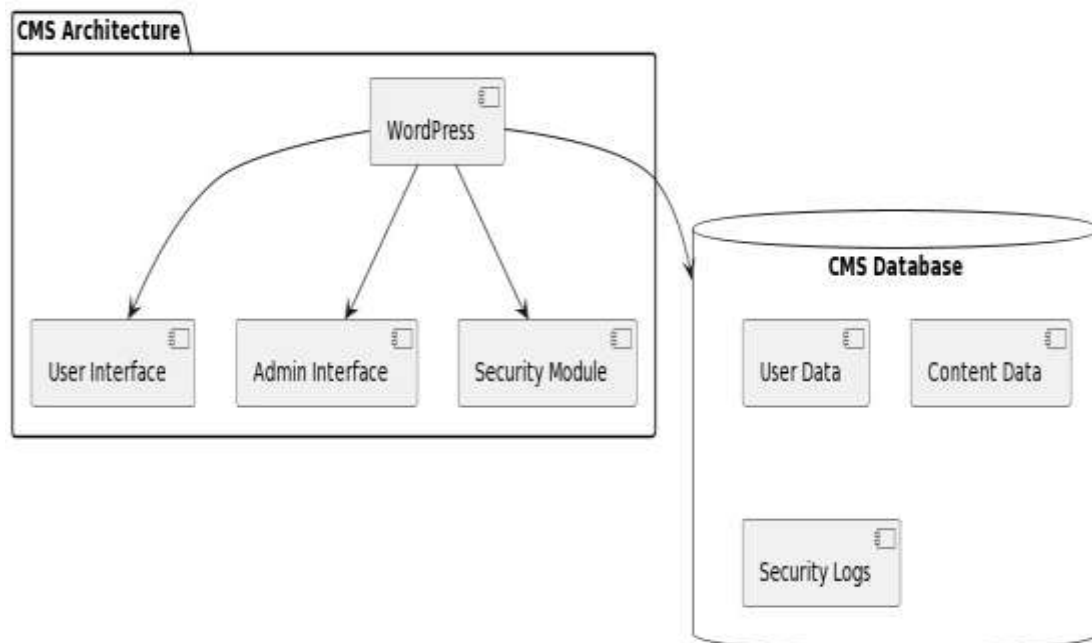 CMS Architecture
WordPress
CMS Database
User Interface
Admin Interface
Security Module
User Data
Content Data
Security Logs